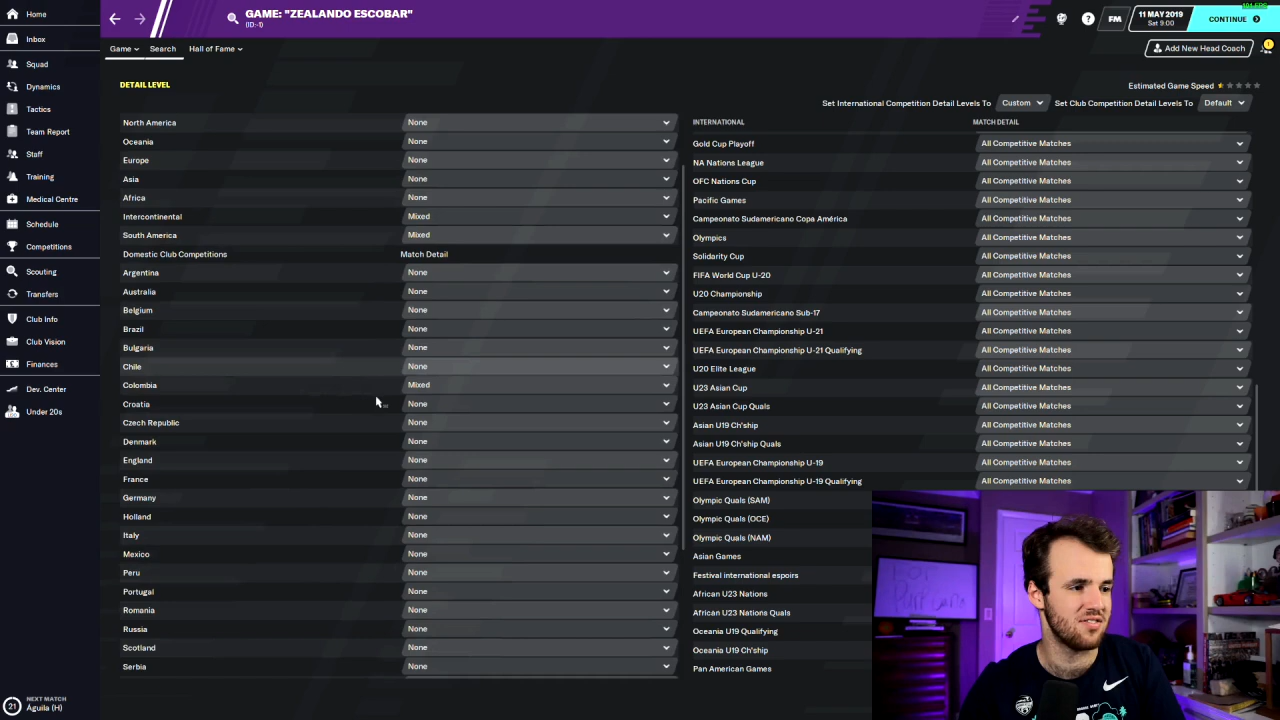 Home
GAME: "ZEALANDO ESCOBAR"
(ID:-1)
FM
11 MAY 2019
Sat 9:00
CONTINUE
Inbox
Game
Search
Hall of Fame
Add New Head Coach
1
Squad
Dynamics
Tactics
Team Report
Staff
Training
Medical Centre
Schedule
Competitions
Scouting
Transfers
Club Info
Club Vision
Finances
Dev. Center
Under 20s
21
NEXT MATCH
Águila (H)
DETAIL LEVEL
Estimated Game Speed
Set International Competition Detail Levels To Custom
Set Club Competition Detail Levels To Default
North America None
Oceania None
Europe None
Asia None
Africa None
Intercontinental Mixed
South America Mixed
Domestic Club Competitions Match Detail
Argentina None
Australia None
Belgium None
Brazil None
Bulgaria None
Chile None
Colombia Mixed
Croatia None
Czech Republic None
Denmark None
England None
France None
Germany None
Holland None
Italy None
Mexico None
Peru None
Portugal None
Romania None
Russia None
Scotland None
Serbia None
INTERNATIONAL MATCH DETAIL
Gold Cup Playoff All Competitive Matches
NA Nations League All Competitive Matches
OFC Nations Cup All Competitive Matches
Pacific Games All Competitive Matches
Campeonato Sudamericano Copa América All Competitive Matches
Olympics All Competitive Matches
Solidarity Cup All Competitive Matches
FIFA World Cup U-20 All Competitive Matches
U20 Championship All Competitive Matches
Campeonato Sudamericano Sub-17 All Competitive Matches
UEFA European Championship U-21 All Competitive Matches
UEFA European Championship U-21 Qualifying All Competitive Matches
U20 Elite League All Competitive Matches
U23 Asian Cup All Competitive Matches
U23 Asian Cup Quals All Competitive Matches
Asian U19 Ch'ship All Competitive Matches
Asian U19 Ch'ship Quals All Competitive Matches
UEFA European Championship U-19 All Competitive Matches
UEFA European Championship U-19 Qualifying All Competitive Matches
Olympic Quals (SAM)
Olympic Quals (OCE)
Olympic Quals (NAM)
Asian Games
Festival international espoirs
African U23 Nations
African U23 Nations Quals
Oceania U19 Qualifying
Oceania U19 Ch'ship
Pan American Games